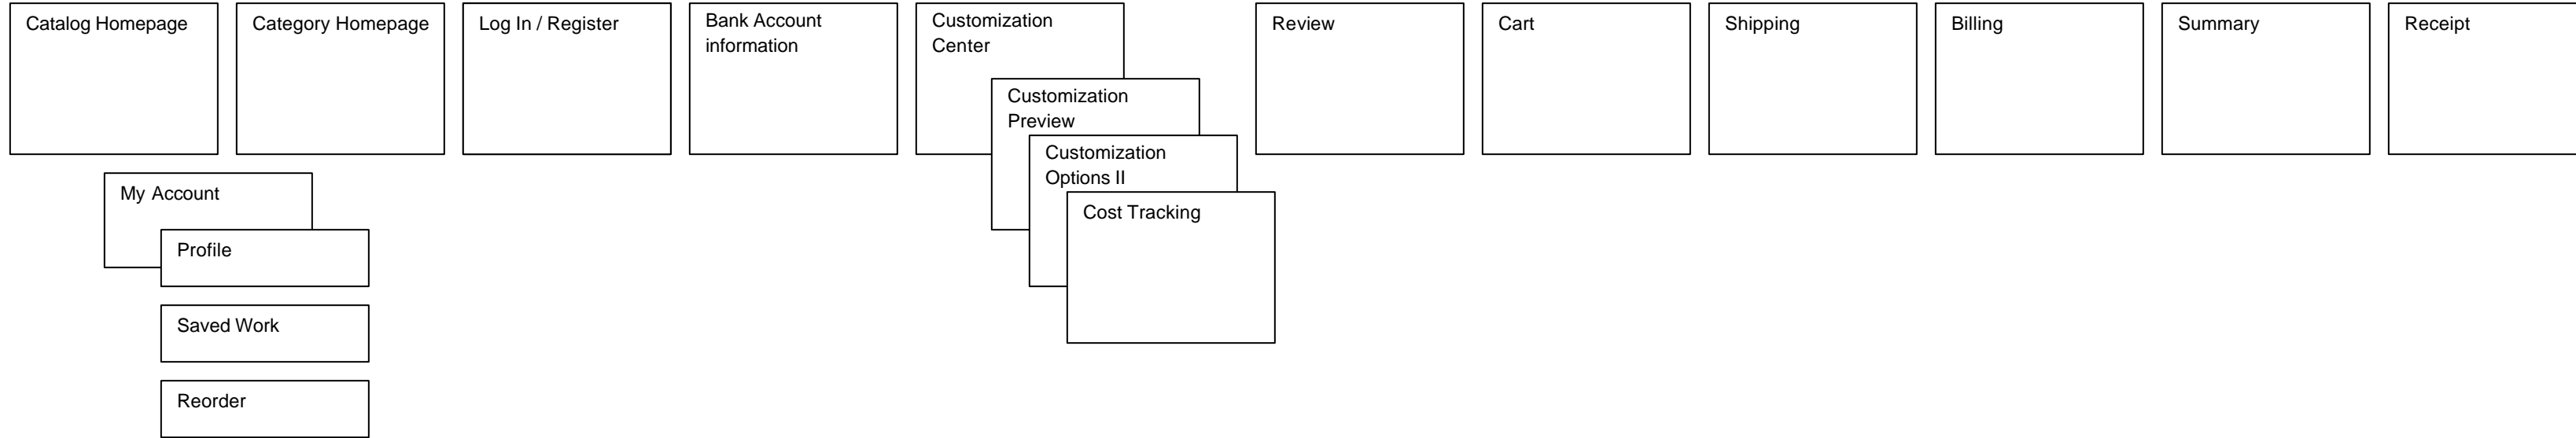 Catalog Homepage
Category Homepage
Log In / Register
Bank Account
information
Customization
Center
Customization
Preview
Customization
Options II
Cost Tracking
Review
Cart
Shipping
Billing
Summary
Receipt
My Account
Profile
Saved Work
Reorder